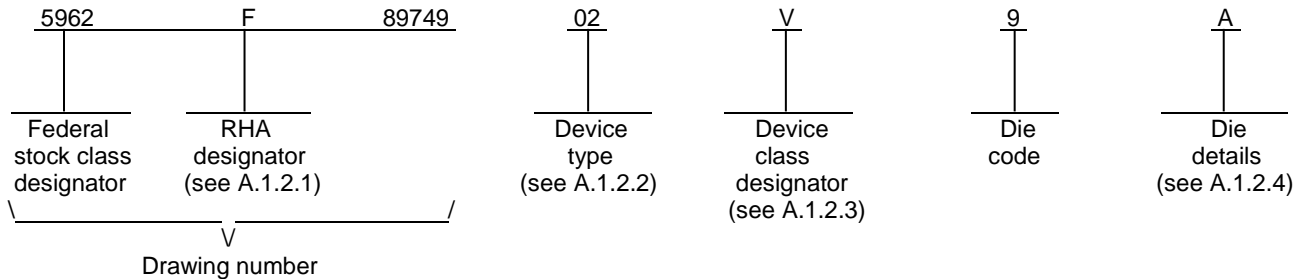 5962 F 89749 02 V 9 A
Federal stock class designator
RHA designator (see A.1.2.1)
Device type (see A.1.2.2)
Device class designator (see A.1.2.3)
Die code
Die details (see A.1.2.4)
Drawing number